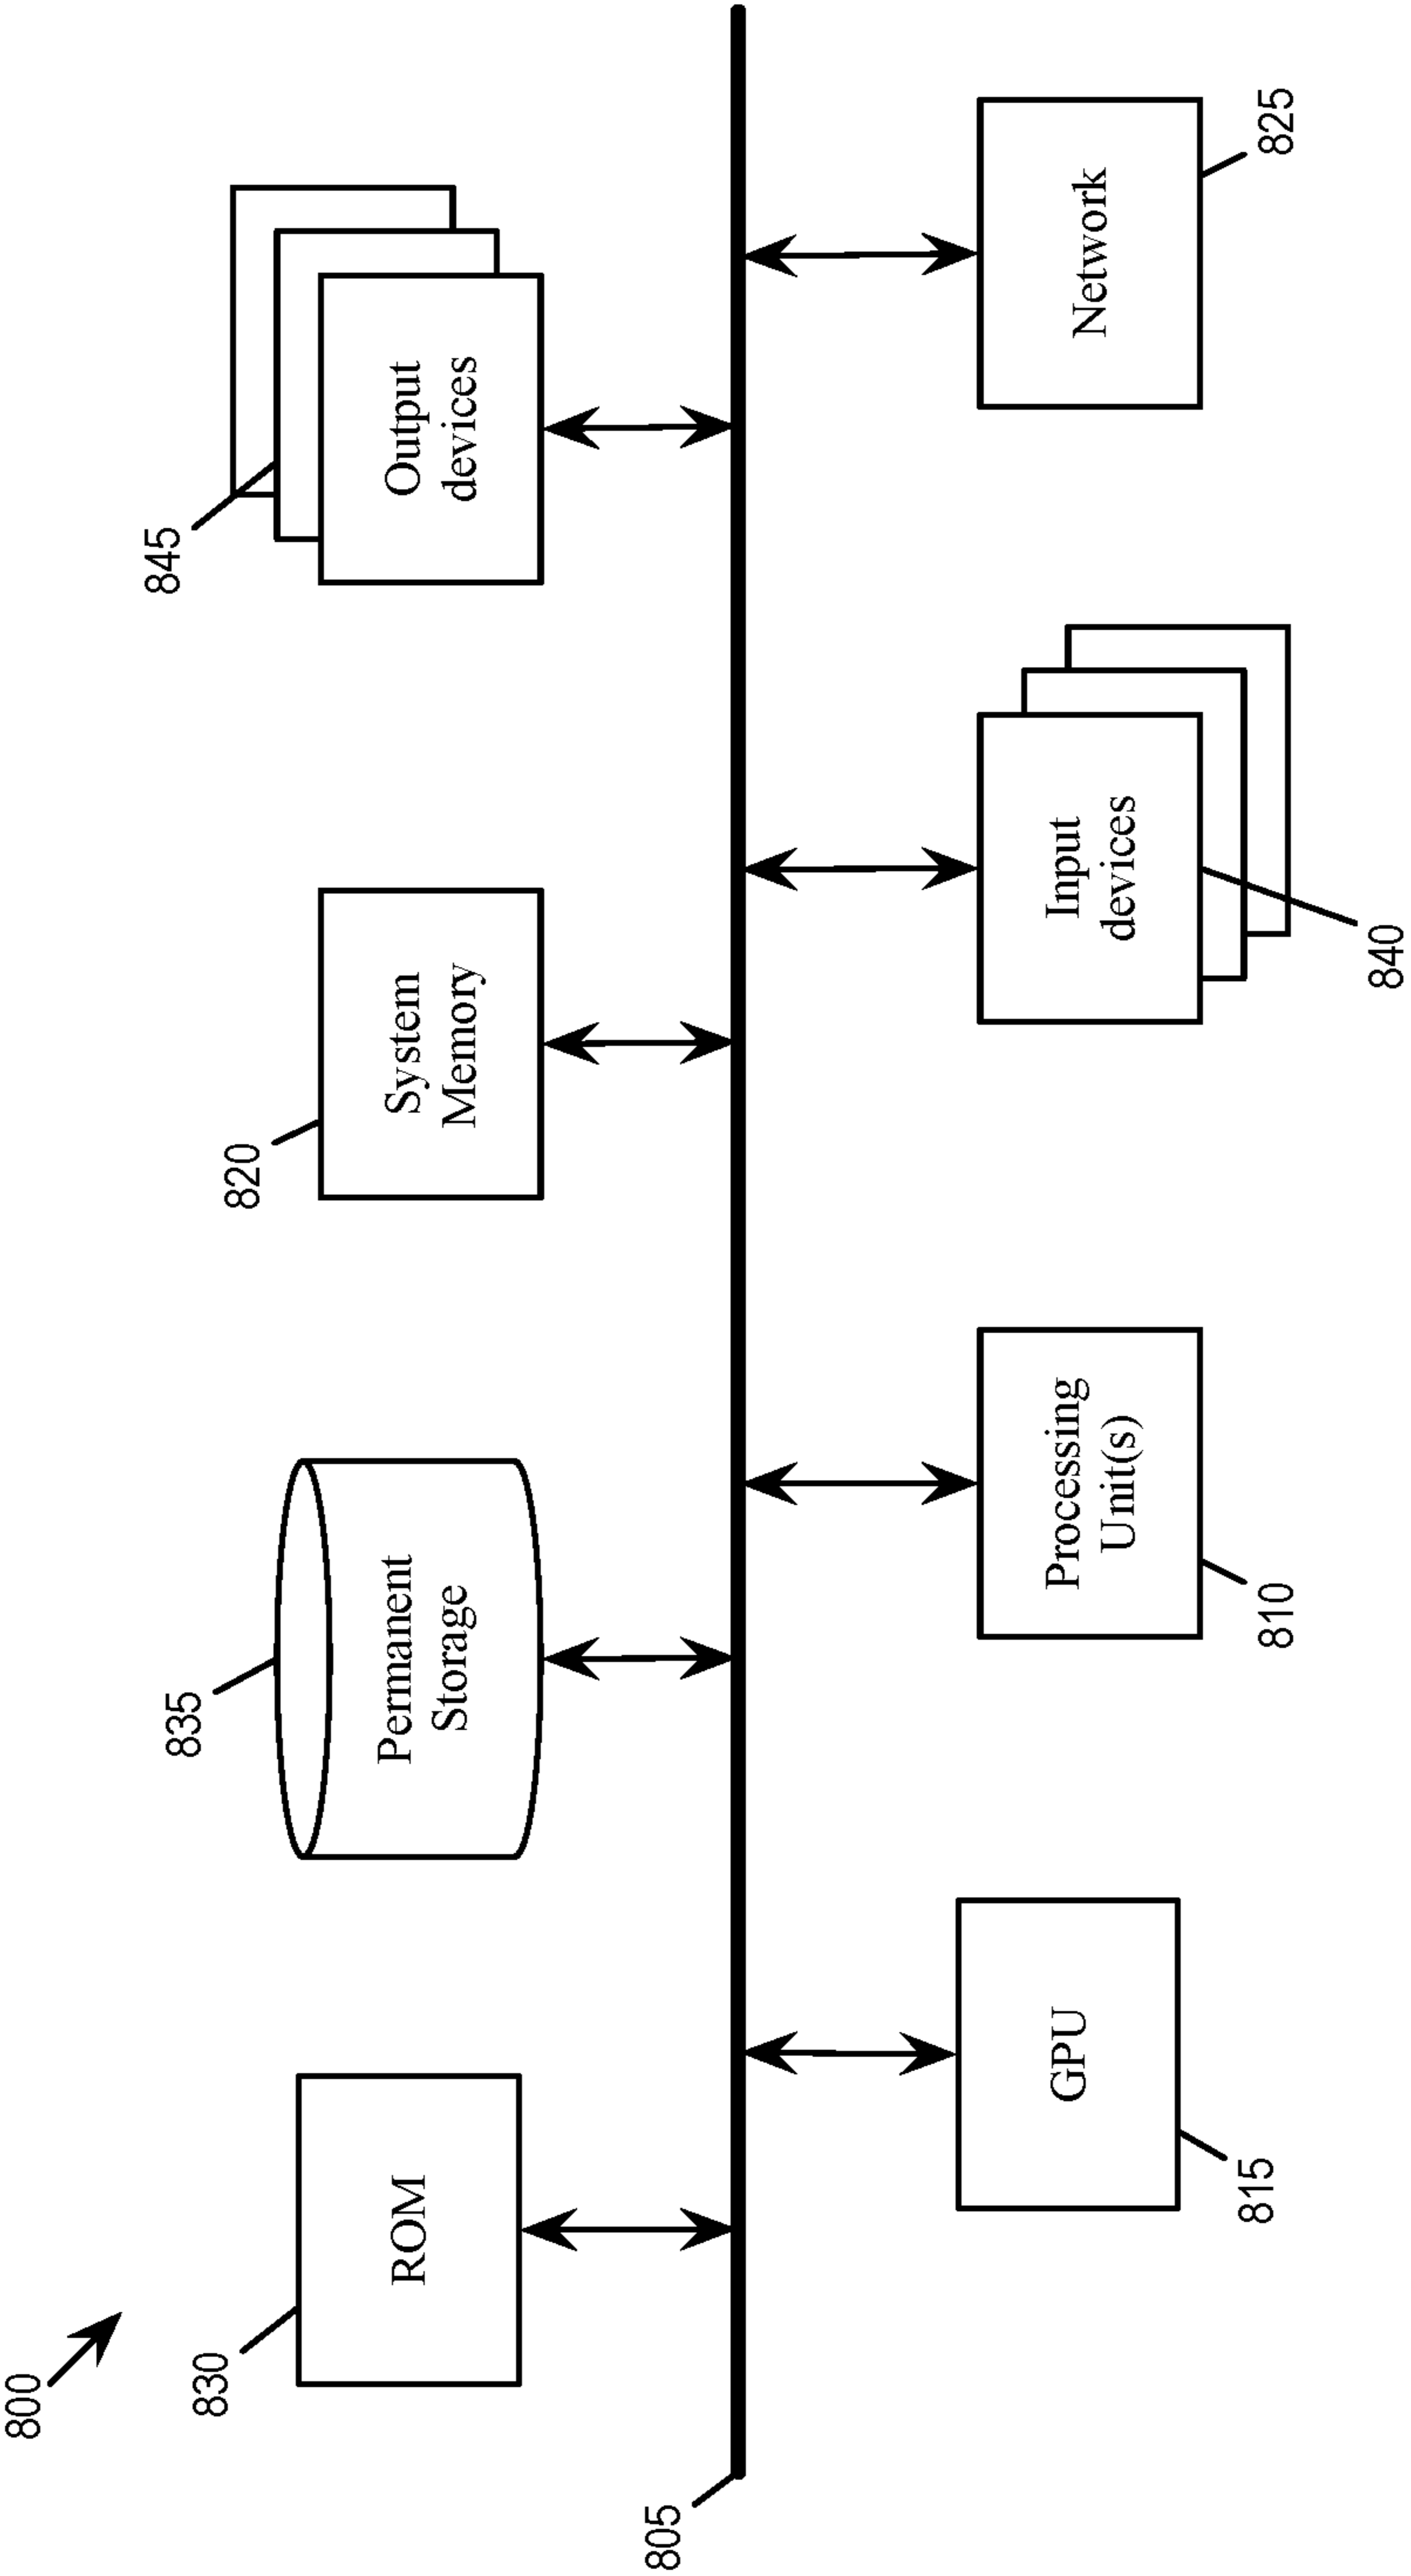 800
830
ROM
835
Permanent
Storage
820
System
Memory
845
Output
devices
805
815
GPU
810
Processing
Unit(s)
840
Input
devices
825
Network